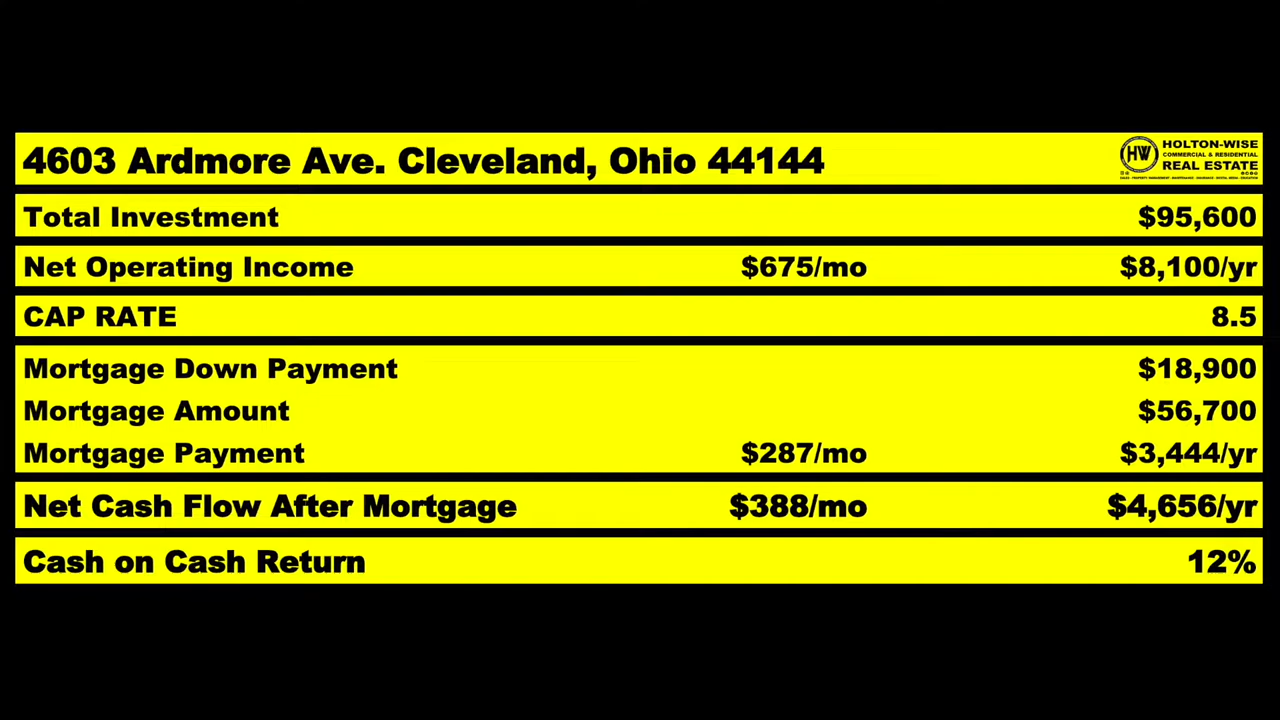 4603 Ardmore Ave. Cleveland, Ohio 44144
HW
HOLTON-WISE
COMMERCIAL & RESIDENTIAL
REAL ESTATE
Total Investment $95,600
Net Operating Income $675/mo $8,100/yr
CAP RATE 8.5
Mortgage Down Payment $18,900
Mortgage Amount $56,700
Mortgage Payment $287/mo $3,444/yr
Net Cash Flow After Mortgage $388/mo $4,656/yr
Cash on Cash Return 12%